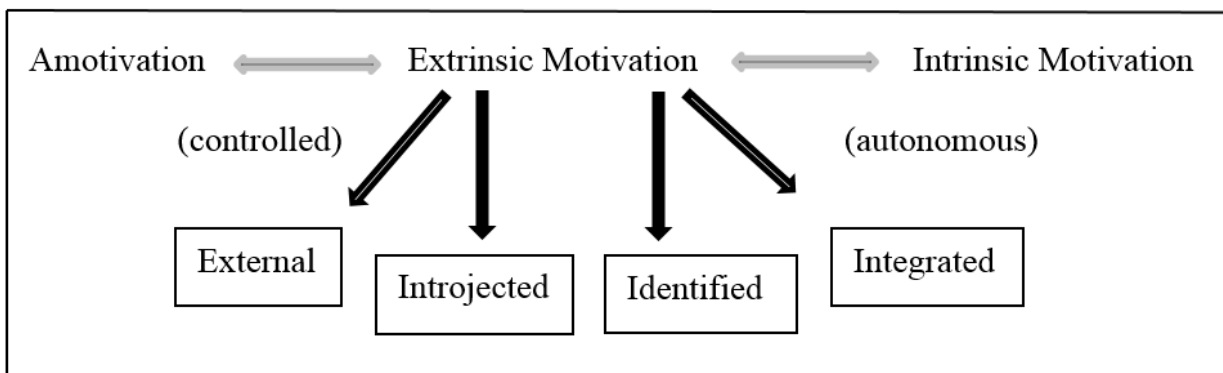 Amotivation Extrinsic Motivation Intrinsic Motivation
(controlled) (autonomous)
External Introjected Identified Integrated